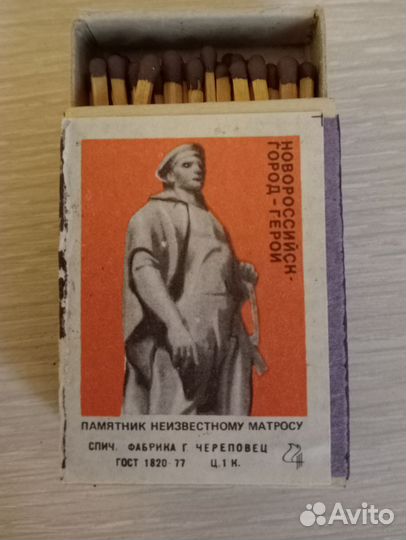 НОВОРОССИЙСК-
ГОРОД-ГЕРОЙ
ПАМЯТНИК НЕИЗВЕСТНОМУ МАТРОСУ
СПИЧ. ФАБРИКА Г. ЧЕРЕПОВЕЦ
ГОСТ 1820-77 Ц. 1 К.
Avito